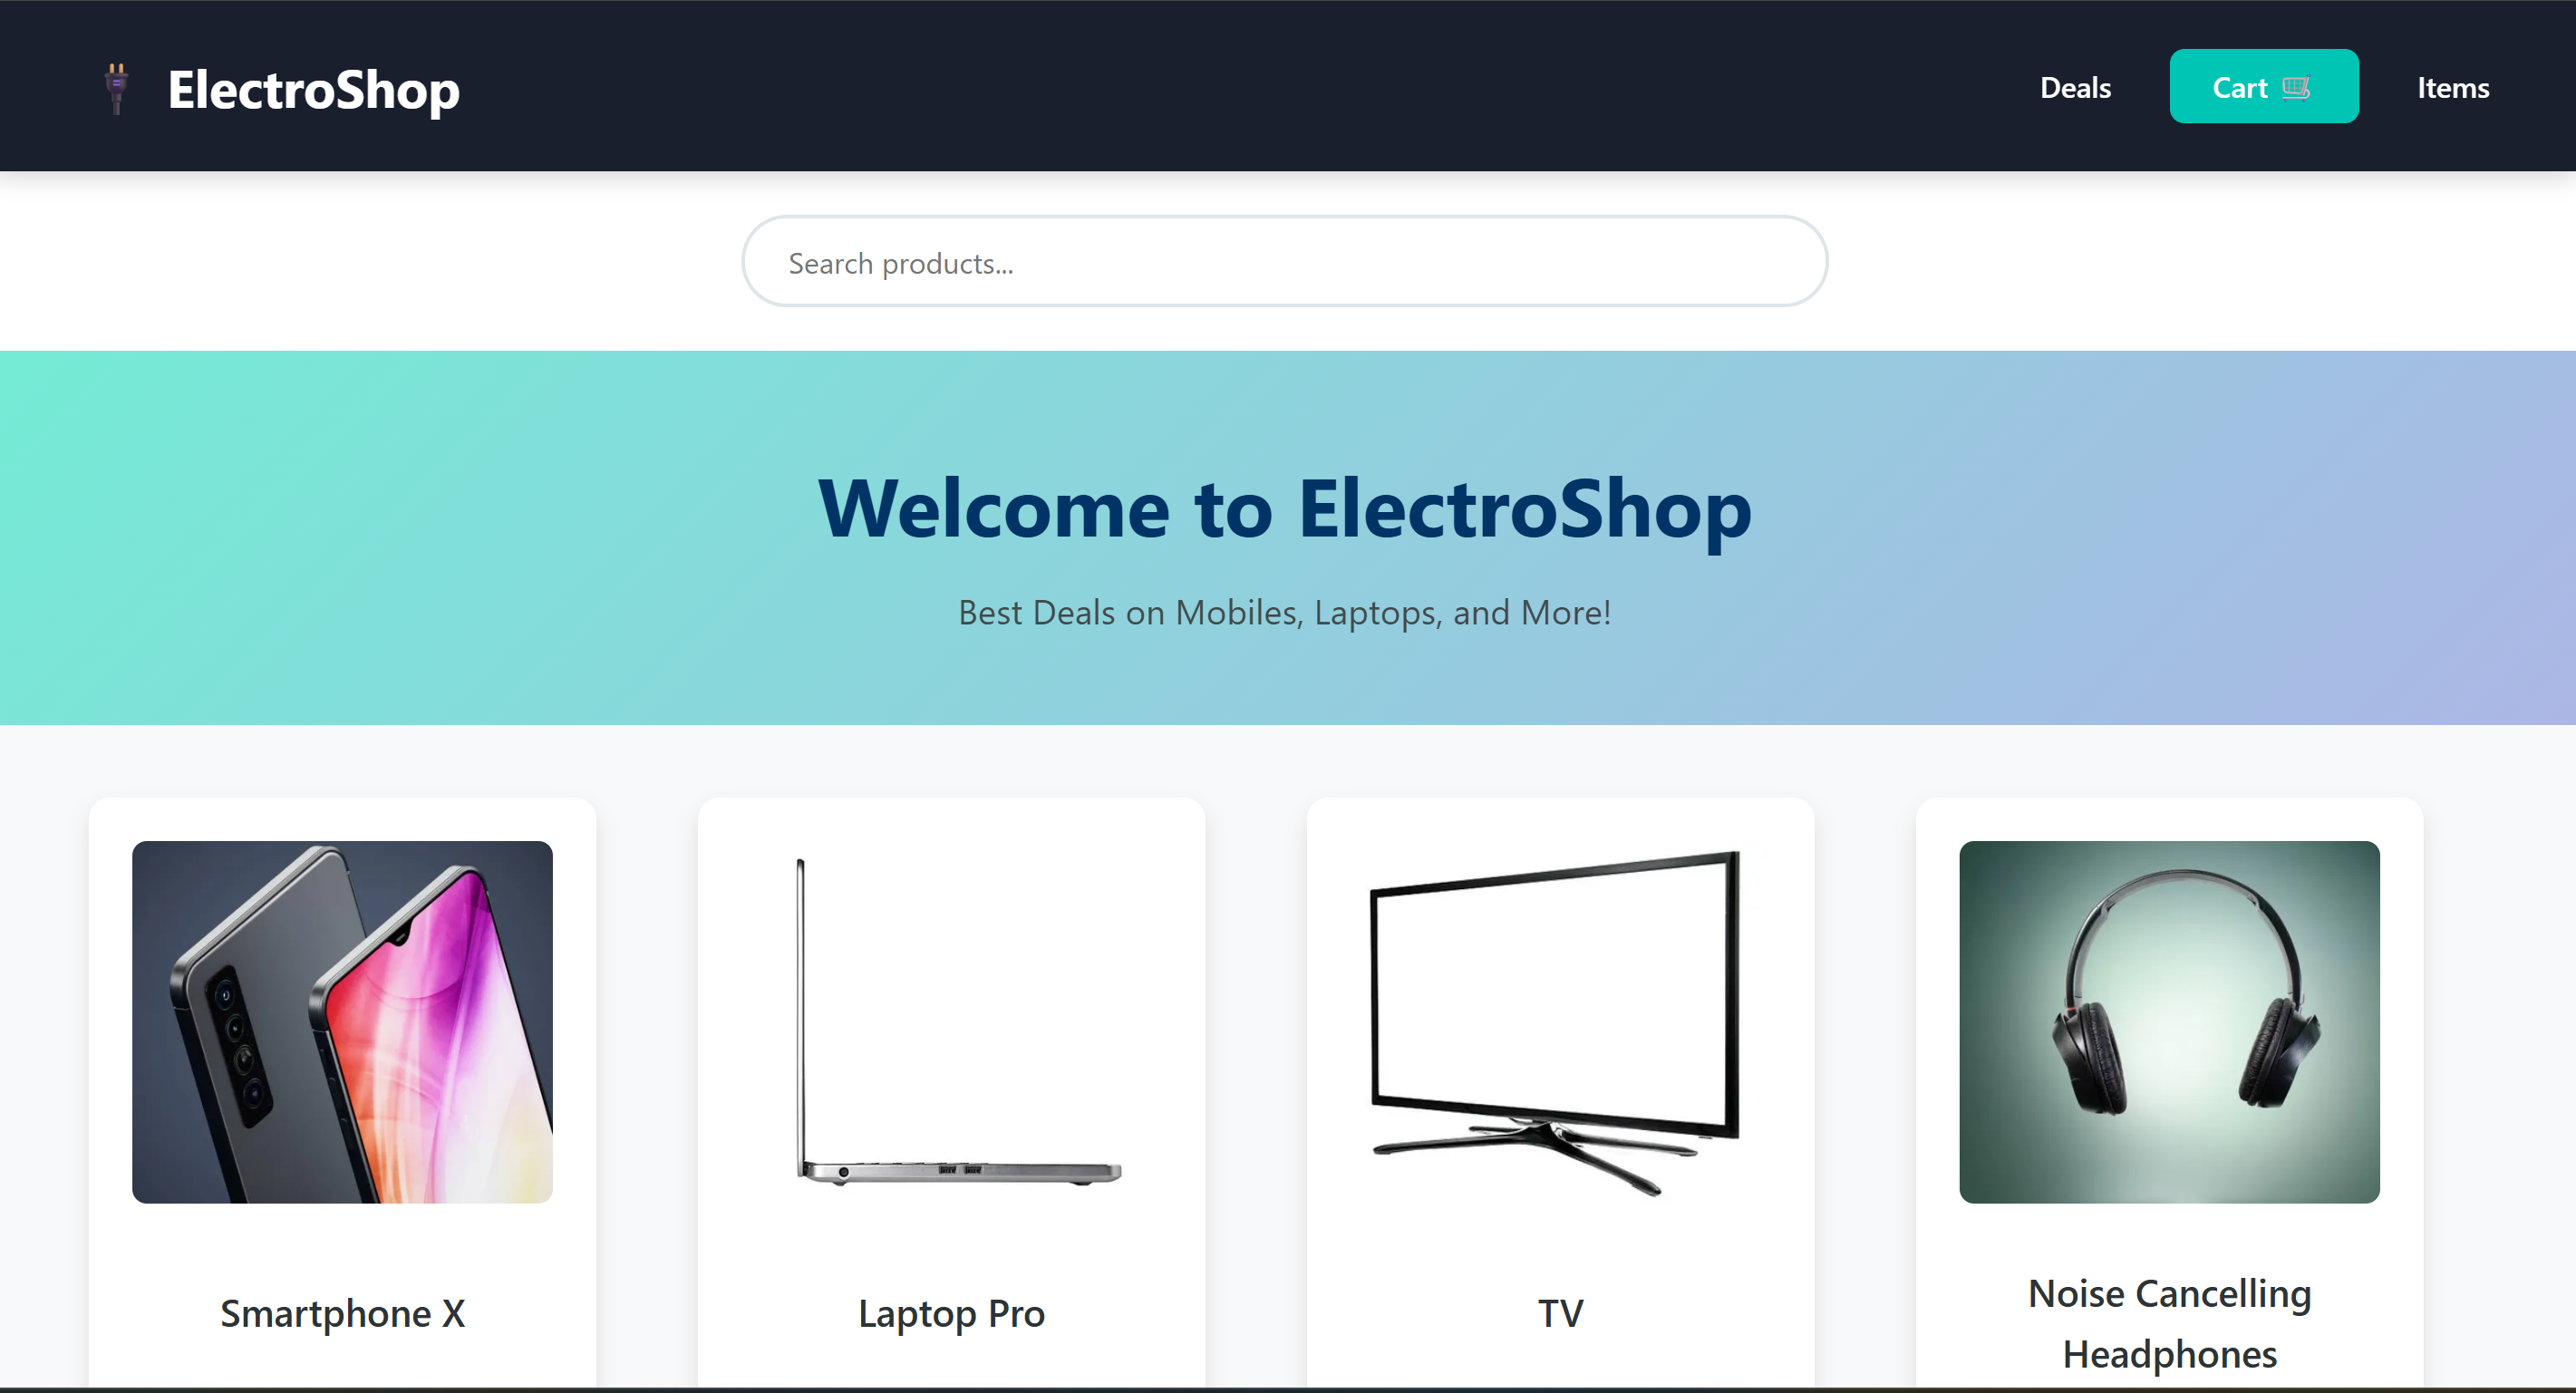 ElectroShop
Deals
Cart
Items
Search products...
Welcome to ElectroShop
Best Deals on Mobiles, Laptops, and More!
Smartphone X
Laptop Pro
TV
Noise Cancelling
Headphones